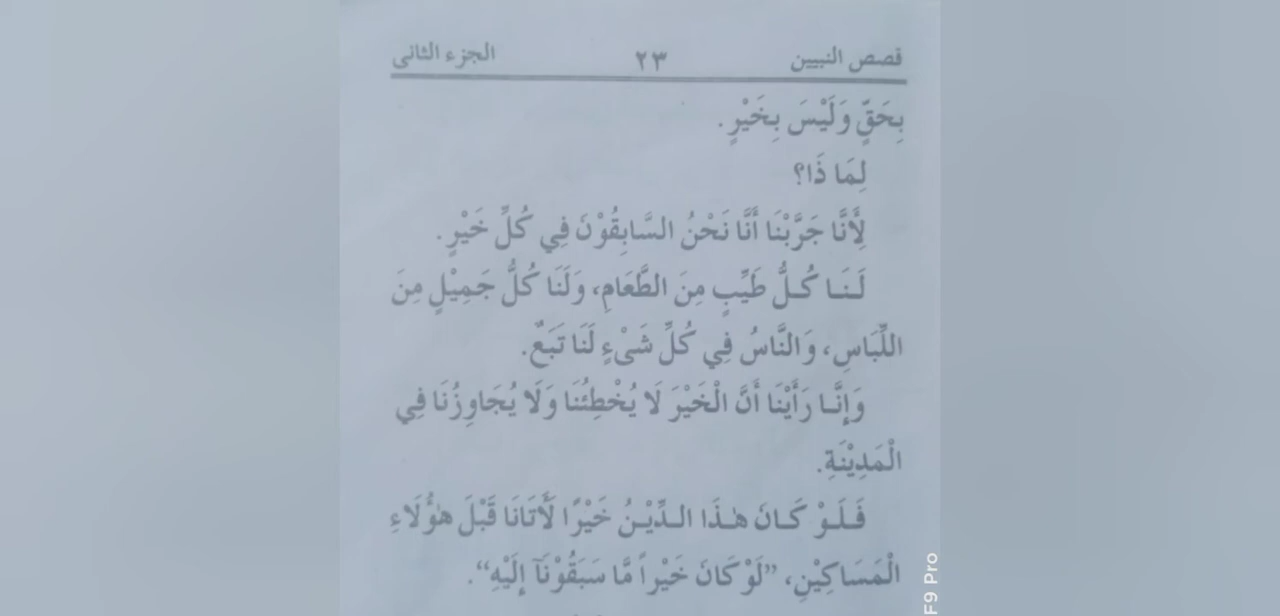 قصص النبيين ٢٣ الجزء الثانى
بِحَقٍّ وَلَيْسَ بِخَيْرٍ.
لِمَا ذَا؟
لِأَنَّا جَرَّبْنَا أَنَّا نَحْنُ السَّابِقُوْنَ فِي كُلِّ خَيْرٍ.
لَنَا كُلُّ طَيِّبٍ مِنَ الطَّعَامِ، وَلَنَا كُلُّ جَمِيْلٍ مِنَ
اللِّبَاسِ، وَالنَّاسُ فِي كُلِّ شَىْءٍ لَنَا تَبَعٌ.
وَإِنَّا رَأَيْنَا أَنَّ الْخَيْرَ لَا يُخْطِئُنَا وَلَا يُجَاوِزُنَا فِي
الْمَدِيْنَةِ.
فَلَوْ كَانَ هٰذَا الدِّيْنُ خَيْرًا لَأَتَانَا قَبْلَ هٰؤُلَاءِ
الْمَسَاكِيْنِ، ”لَوْ كَانَ خَيْراً مَّا سَبَقُوْنَآ إِلَيْهِ“.
F9 Pro